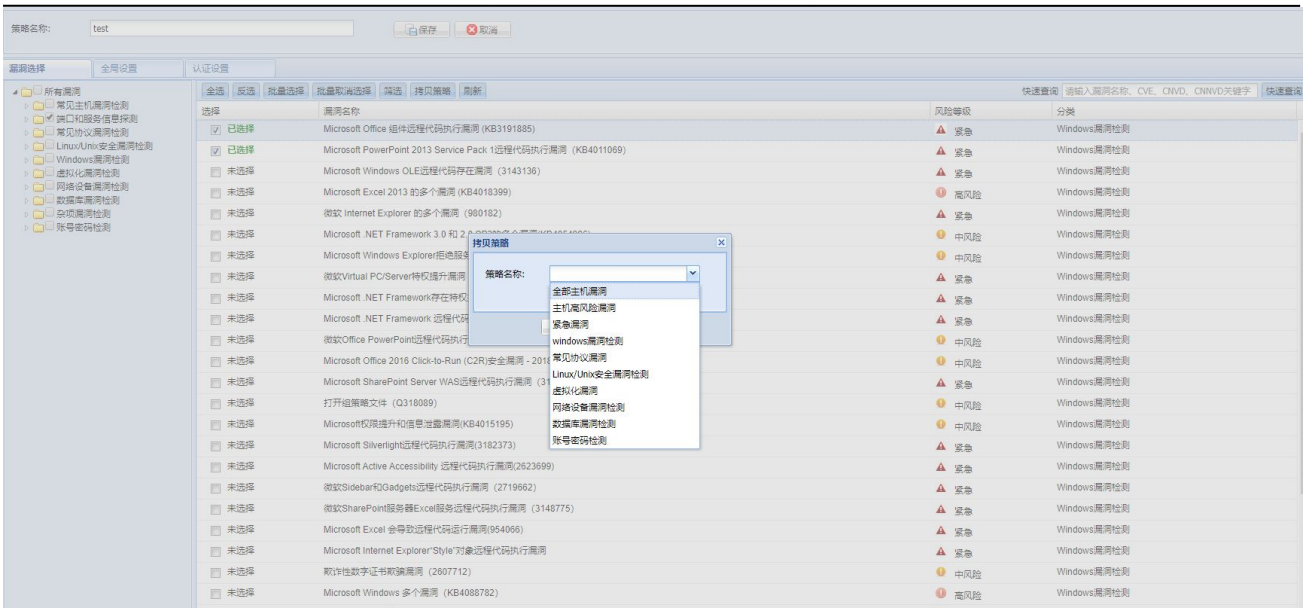 策略名称: test 保存 取消
漏洞选择 全局设置 认证设置
所有漏洞
常见主机漏洞检测
端口和服务信息探测
常见协议漏洞检测
Linux/Unix安全漏洞检测
Windows漏洞检测
虚拟化漏洞检测
网络设备漏洞检测
数据库漏洞检测
杂项漏洞检测
账号密码检测
全选 反选 批量选择 批量取消选择 筛选 拷贝策略 刷新 快速查询 请输入漏洞名称、CVE、CNVD、CNNVD关键字 快速查询
选择 漏洞名称 风险等级 分类
已选择 Microsoft Office 组件远程代码执行漏洞 (KB3191885) 紧急 Windows漏洞检测
已选择 Microsoft PowerPoint 2013 Service Pack 1远程代码执行漏洞（KB4011069) 紧急 Windows漏洞检测
未选择 Microsoft Windows OLE远程代码存在漏洞（3143136) 紧急 Windows漏洞检测
未选择 Microsoft Excel 2013 的多个漏洞 (KB4018399) 高风险 Windows漏洞检测
未选择 微软 Internet Explorer 的多个漏洞（980182) 紧急 Windows漏洞检测
未选择 Microsoft .NET Framework 3.0 和 2.0 中风险 Windows漏洞检测
未选择 Microsoft Windows Explorer拒绝服务 中风险 Windows漏洞检测
未选择 微软Virtual PC/Server特权提升漏洞 紧急 Windows漏洞检测
未选择 Microsoft .NET Framework存在特权 紧急 Windows漏洞检测
未选择 Microsoft .NET Framework 远程代码 紧急 Windows漏洞检测
未选择 微软Office PowerPoint远程代码执行 中风险 Windows漏洞检测
未选择 Microsoft Office 2016 Click-to-Run (C2R)安全漏洞 - 201 中风险 Windows漏洞检测
未选择 Microsoft SharePoint Server WAS远程代码执行漏洞（31 紧急 Windows漏洞检测
未选择 打开组策略文件（Q318089) 中风险 Windows漏洞检测
未选择 Microsoft权限提升和信息泄露漏洞(KB4015195) 中风险 Windows漏洞检测
未选择 Microsoft Silverlight远程代码执行漏洞(3182373) 紧急 Windows漏洞检测
未选择 Microsoft Active Accessibility 远程代码执行漏洞(2623699) 紧急 Windows漏洞检测
未选择 微软Sidebar和Gadgets远程代码执行漏洞（2719662) 紧急 Windows漏洞检测
未选择 微软SharePoint服务器Excel服务远程代码执行漏洞（3148775) 紧急 Windows漏洞检测
未选择 Microsoft Excel 会导致远程代码运行漏洞(954066) 紧急 Windows漏洞检测
未选择 Microsoft Internet Explorer"Style"对象远程代码执行漏洞 紧急 Windows漏洞检测
未选择 欺诈性数字证书欺骗漏洞（2607712) 中风险 Windows漏洞检测
未选择 Microsoft Windows 多个漏洞（KB4088782) 高风险 Windows漏洞检测
拷贝策略
策略名称:
全部主机漏洞
主机高风险漏洞
紧急漏洞
windows漏洞检测
常见协议漏洞
Linux/Unix安全漏洞检测
虚拟化漏洞
网络设备漏洞检测
数据库漏洞检测
账号密码检测